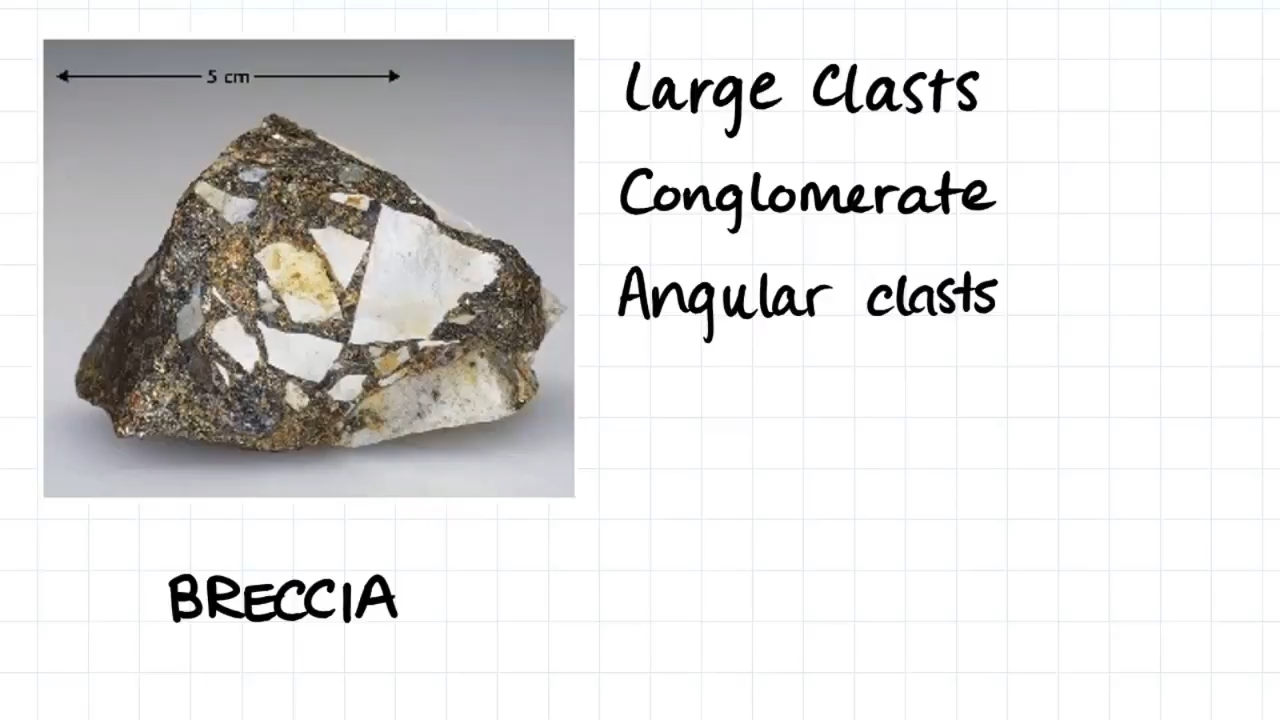 5 cm
Large Clasts
Conglomerate
Angular clasts
BRECCIA